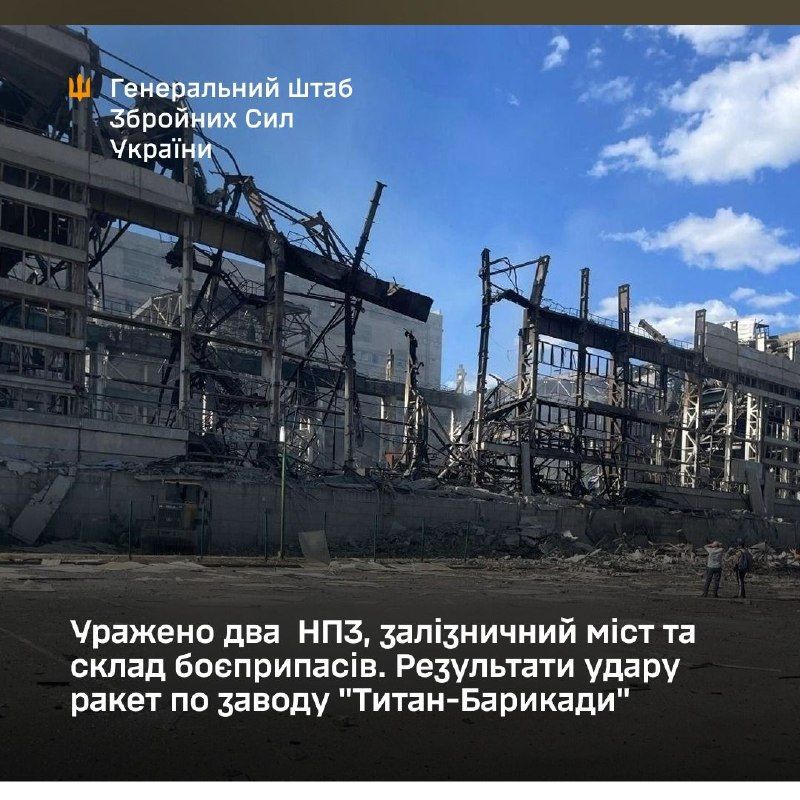 Генеральний штаб
Збройних Сил
України
Уражено два НПЗ, залізничний міст та
склад боєприпасів. Результати удару
ракет по заводу "Титан-Барикади"